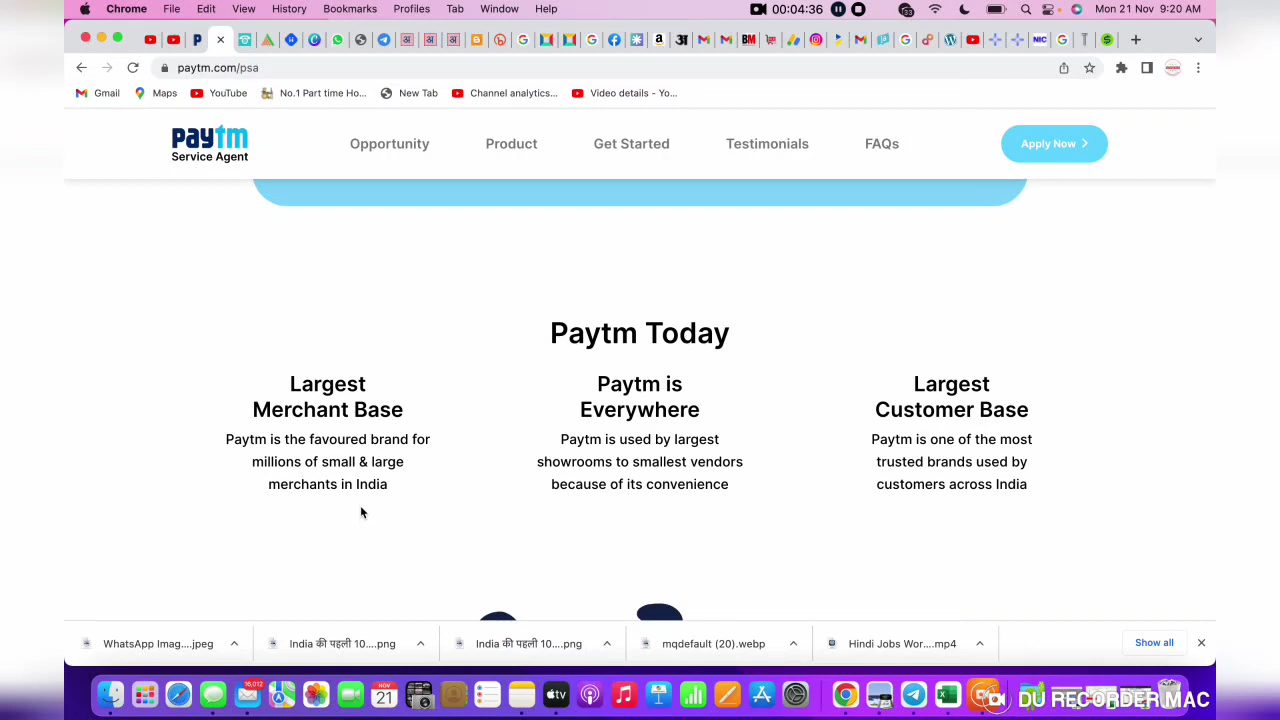 Chrome File Edit View History Bookmarks Profiles Tab Window Help 00:04:36 Mon 21 Nov 9:20 AM
paytm.com/psa
Gmail Maps YouTube No.1 Part time Ho... New Tab Channel analytics... Video details - Yo...
paytm
Service Agent
Opportunity Product Get Started Testimonials FAQs Apply Now
Paytm Today
Largest
Merchant Base
Paytm is the favoured brand for
millions of small & large
merchants in India
Paytm is
Everywhere
Paytm is used by largest
showrooms to smallest vendors
because of its convenience
Largest
Customer Base
Paytm is one of the most
trusted brands used by
customers across India
WhatsApp Imag....jpeg India की पहली 10....png India की पहली 10....png mqdefault (20).webp Hindi Jobs Wor....mp4 Show all
16,012
NOV
21
tv
DU RECORDER MAC